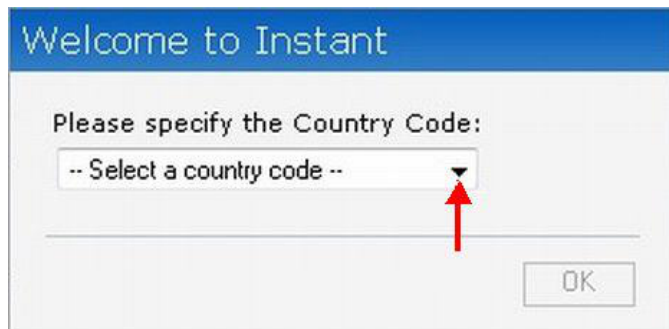 Welcome to Instant
Please specify the Country Code:
-- Select a country code --
OK